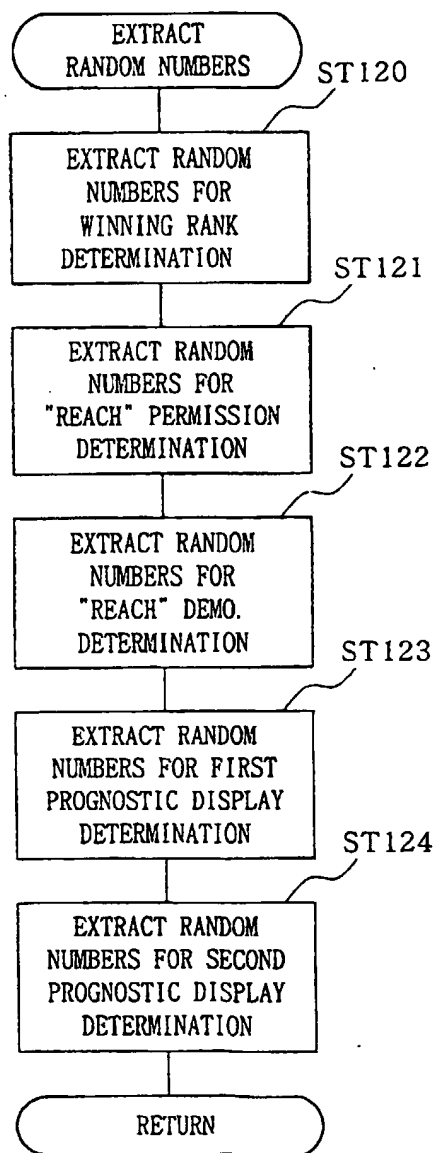 EXTRACT
RANDOM NUMBERS
ST120
EXTRACT RANDOM
NUMBERS FOR
WINNING RANK
DETERMINATION
ST121
EXTRACT RANDOM
NUMBERS FOR
"REACH" PERMISSION
DETERMINATION
ST122
EXTRACT RANDOM
NUMBERS FOR
"REACH" DEMO.
DETERMINATION
ST123
EXTRACT RANDOM
NUMBERS FOR FIRST
PROGNOSTIC DISPLAY
DETERMINATION
ST124
EXTRACT RANDOM
NUMBERS FOR SECOND
PROGNOSTIC DISPLAY
DETERMINATION
RETURN